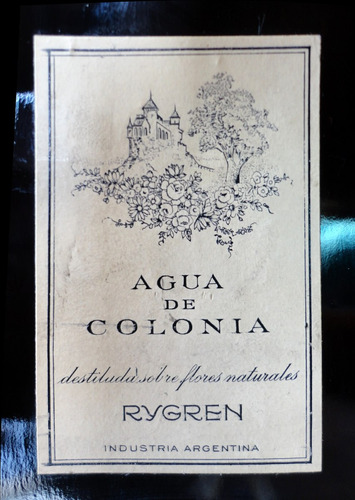 AGUA
DE
COLONIA
destilada sobre flores naturales
RYGREN
INDUSTRIA ARGENTINA